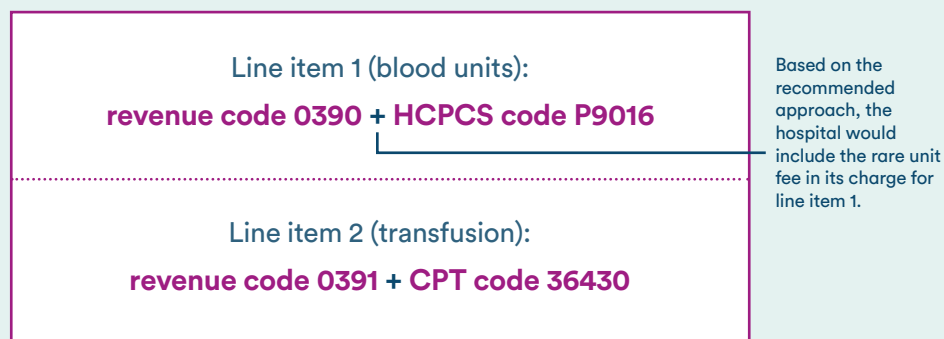 Line item 1 (blood units):
revenue code 0390 + HCPCS code P9016
Based on the
recommended
approach, the
hospital would
include the rare unit
fee in its charge for
line item 1.
Line item 2 (transfusion):
revenue code 0391 + CPT code 36430